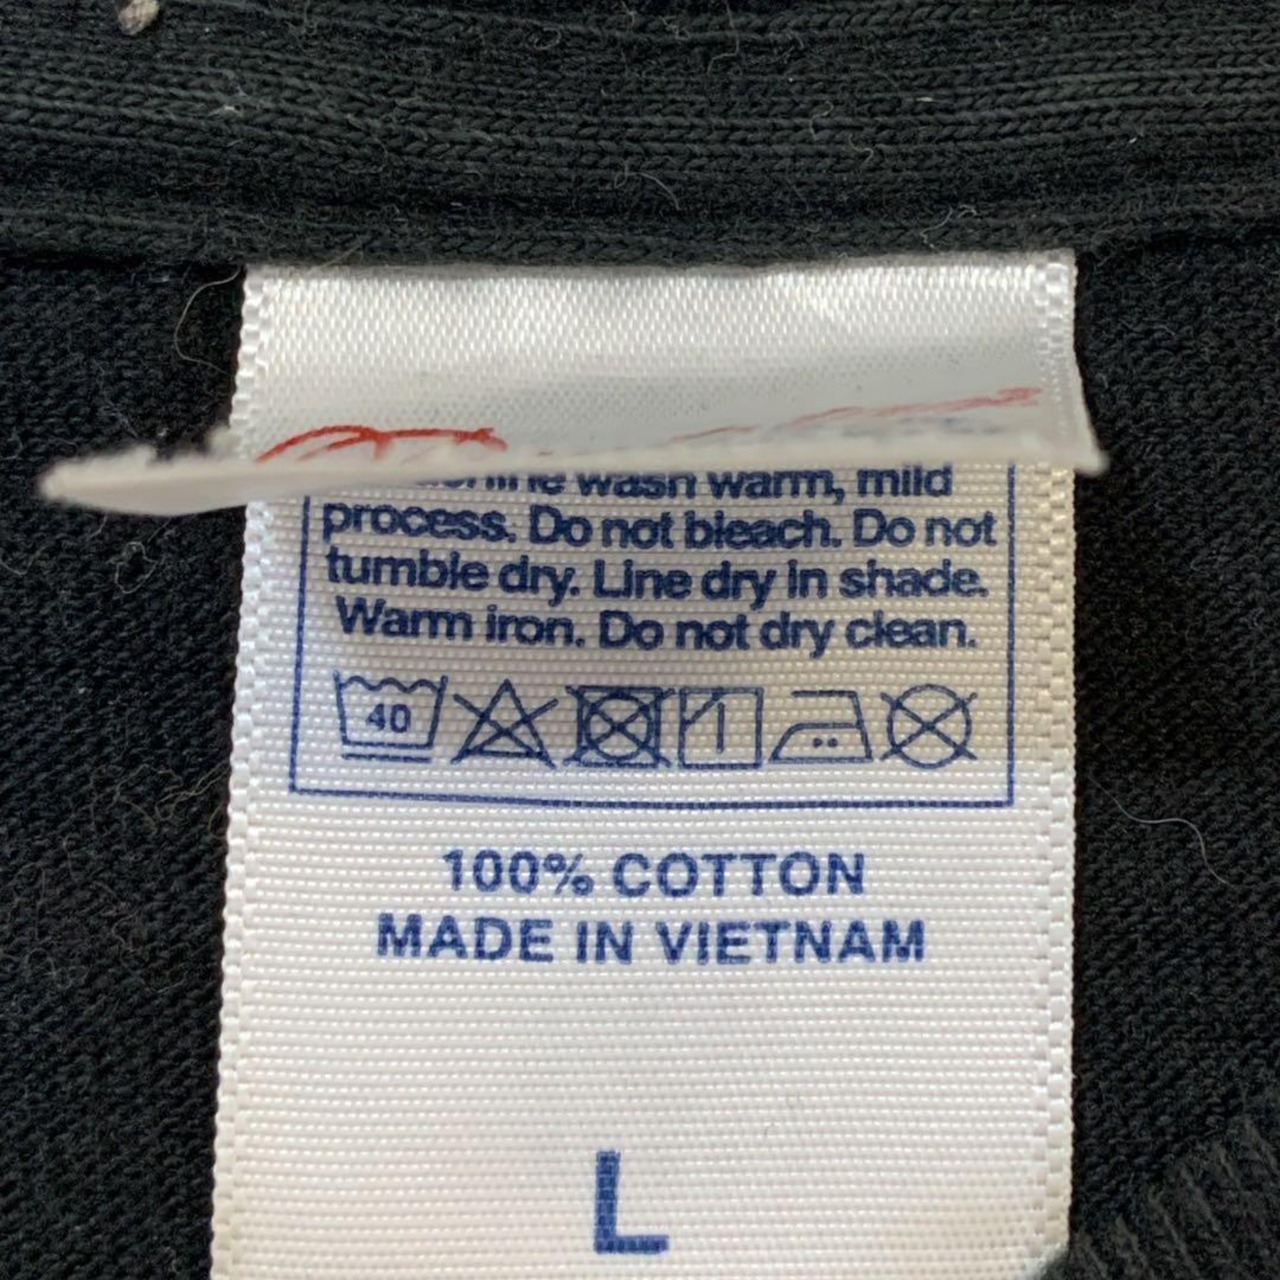 wash warm, mild
process. Do not bleach. Do not
tumble dry. Line dry in shade.
Warm iron. Do not dry clean.
40
100% COTTON
MADE IN VIETNAM
L